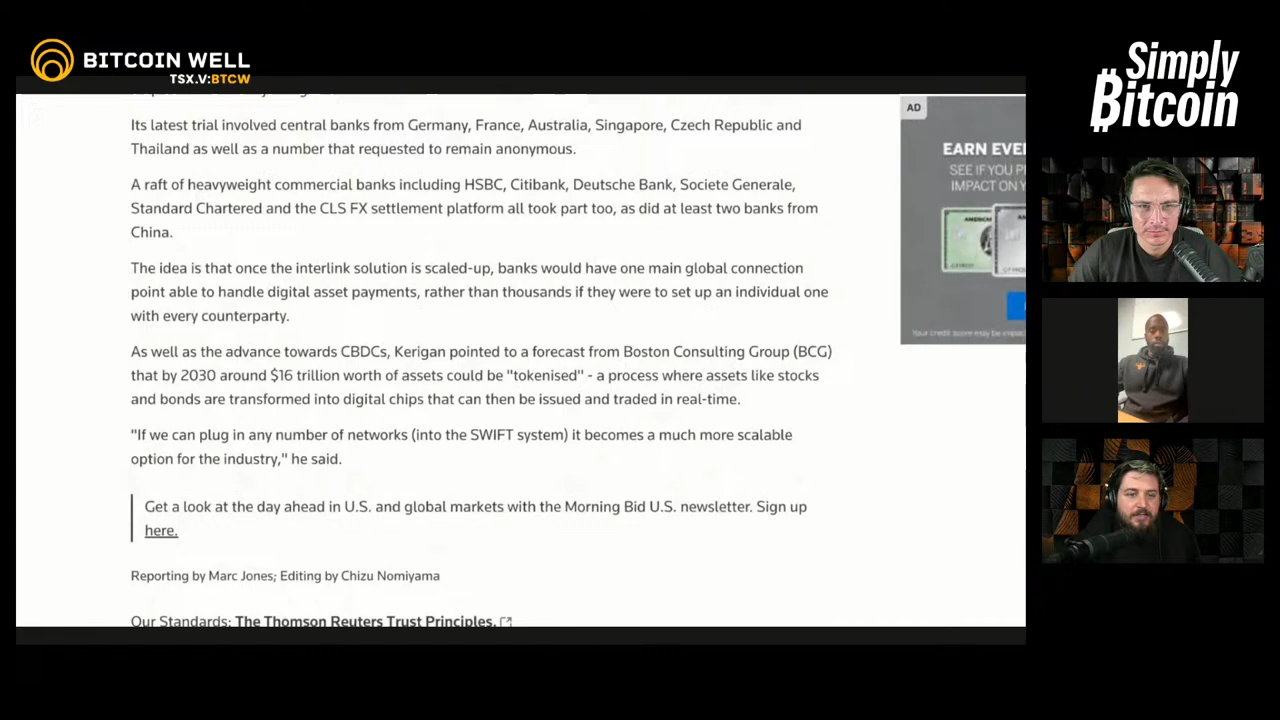 BITCOIN WELL
TSX.V:BTCW
Simply
Bitcoin
AD
Its latest trial involved central banks from Germany, France, Australia, Singapore, Czech Republic and
Thailand as well as a number that requested to remain anonymous.
A raft of heavyweight commercial banks including HSBC, Citibank, Deutsche Bank, Societe Generale,
Standard Chartered and the CLS FX settlement platform all took part too, as did at least two banks from
China.
The idea is that once the interlink solution is scaled-up, banks would have one main global connection
point able to handle digital asset payments, rather than thousands if they were to set up an individual one
with every counterparty.
As well as the advance towards CBDCs, Kerigan pointed to a forecast from Boston Consulting Group (BCG)
that by 2030 around $16 trillion worth of assets could be "tokenised" - a process where assets like stocks
and bonds are transformed into digital chips that can then be issued and traded in real-time.
"If we can plug in any number of networks (into the SWIFT system) it becomes a much more scalable
option for the industry," he said.
Get a look at the day ahead in U.S. and global markets with the Morning Bid U.S. newsletter. Sign up
here.
Reporting by Marc Jones; Editing by Chizu Nomiyama
Our Standards: The Thomson Reuters Trust Principles.
EARN EVE
SEE IF YOU P
IMPACT ON Y
Your credit score may be impac